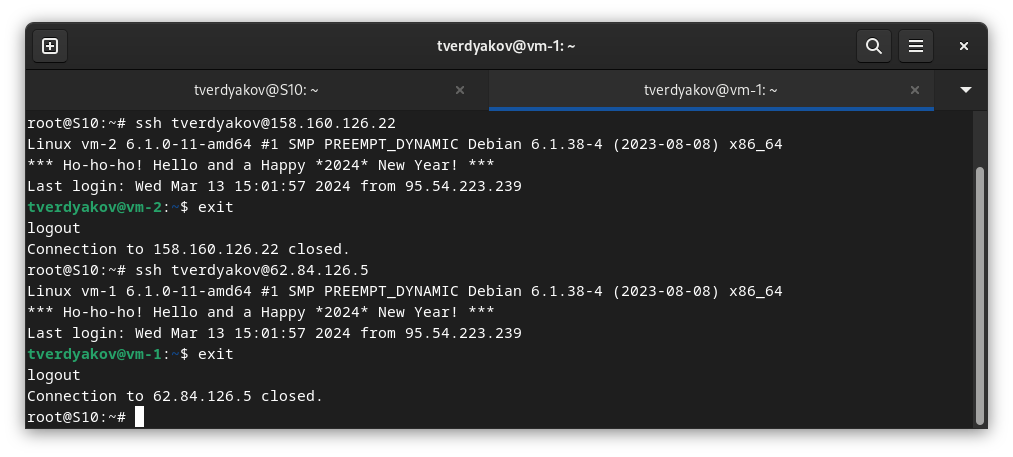 tverdyakov@vm-1: ~
tverdyakov@S10: ~
tverdyakov@vm-1: ~
root@S10:~# ssh tverdyakov@158.160.126.22
Linux vm-2 6.1.0-11-amd64 #1 SMP PREEMPT_DYNAMIC Debian 6.1.38-4 (2023-08-08) x86_64
*** Ho-ho-ho! Hello and a Happy *2024* New Year! ***
Last login: Wed Mar 13 15:01:57 2024 from 95.54.223.239
tverdyakov@vm-2:~$ exit
logout
Connection to 158.160.126.22 closed.
root@S10:~# ssh tverdyakov@62.84.126.5
Linux vm-1 6.1.0-11-amd64 #1 SMP PREEMPT_DYNAMIC Debian 6.1.38-4 (2023-08-08) x86_64
*** Ho-ho-ho! Hello and a Happy *2024* New Year! ***
Last login: Wed Mar 13 15:01:57 2024 from 95.54.223.239
tverdyakov@vm-1:~$ exit
logout
Connection to 62.84.126.5 closed.
root@S10:~#